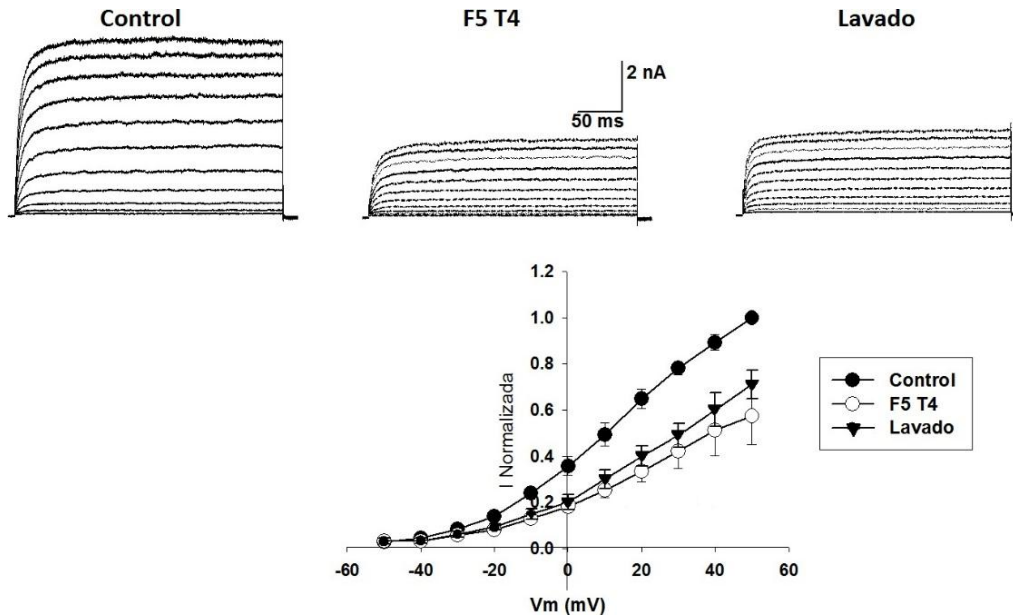 Control
F5 T4
Lavado
2 nA
50 ms
1.2
1.0
0.8
0.6
0.4
0.2
0.0
I Normalizada
-60
-40
-20
0
20
40
60
Vm (mV)
Control
F5 T4
Lavado